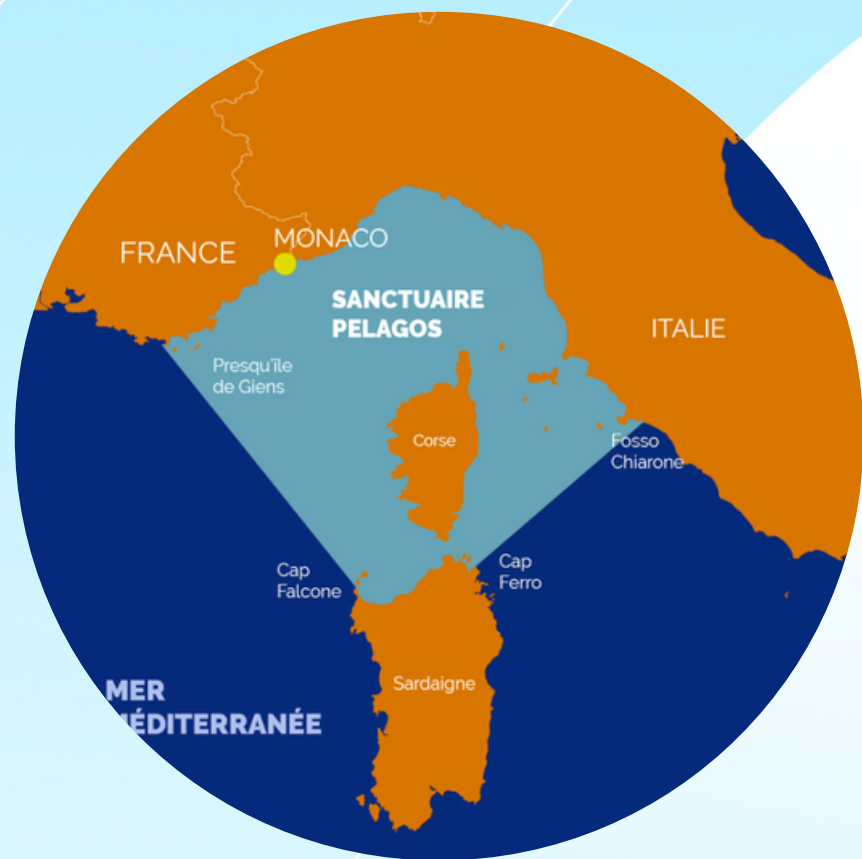 FRANCE
MONACO
SANCTUAIRE
PELAGOS
ITALIE
Presqu'île
de Giens
Corse
Fosso
Chiarone
Cap
Falcone
Cap
Ferro
Sardaigne
MER
MÉDITERRANÉE